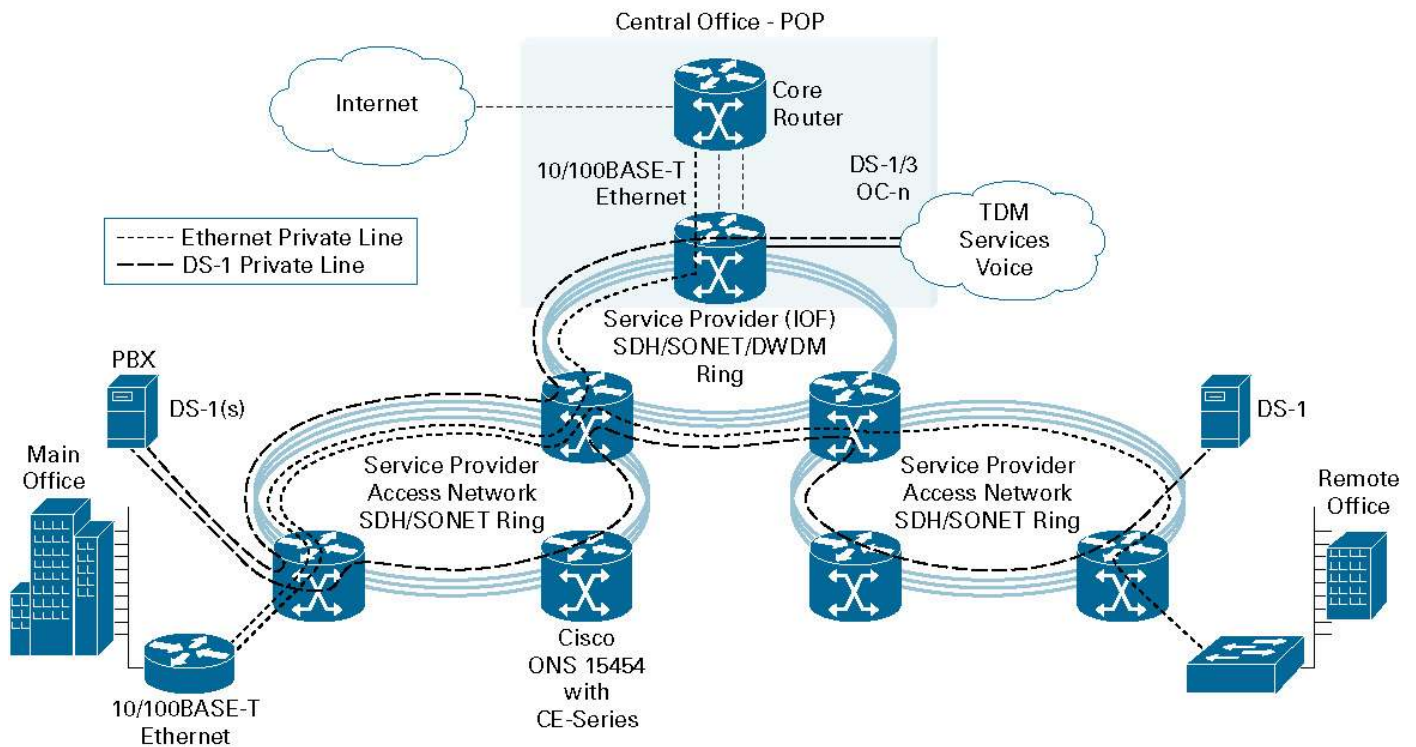 Central Office - POP
Internet
Core
Router
10/100BASE-T
Ethernet
DS-1/3
OC-n
TDM
Services
Voice
Ethernet Private Line
DS-1 Private Line
Service Provider (IOF)
SDH/SONET/DWDM
Ring
PBX
DS-1(s)
DS-1
Main
Office
Service Provider
Access Network
SDH/SONET Ring
Service Provider
Access Network
SDH/SONET Ring
Remote
Office
Cisco
ONS 15454
with
CE-Series
10/100BASE-T
Ethernet